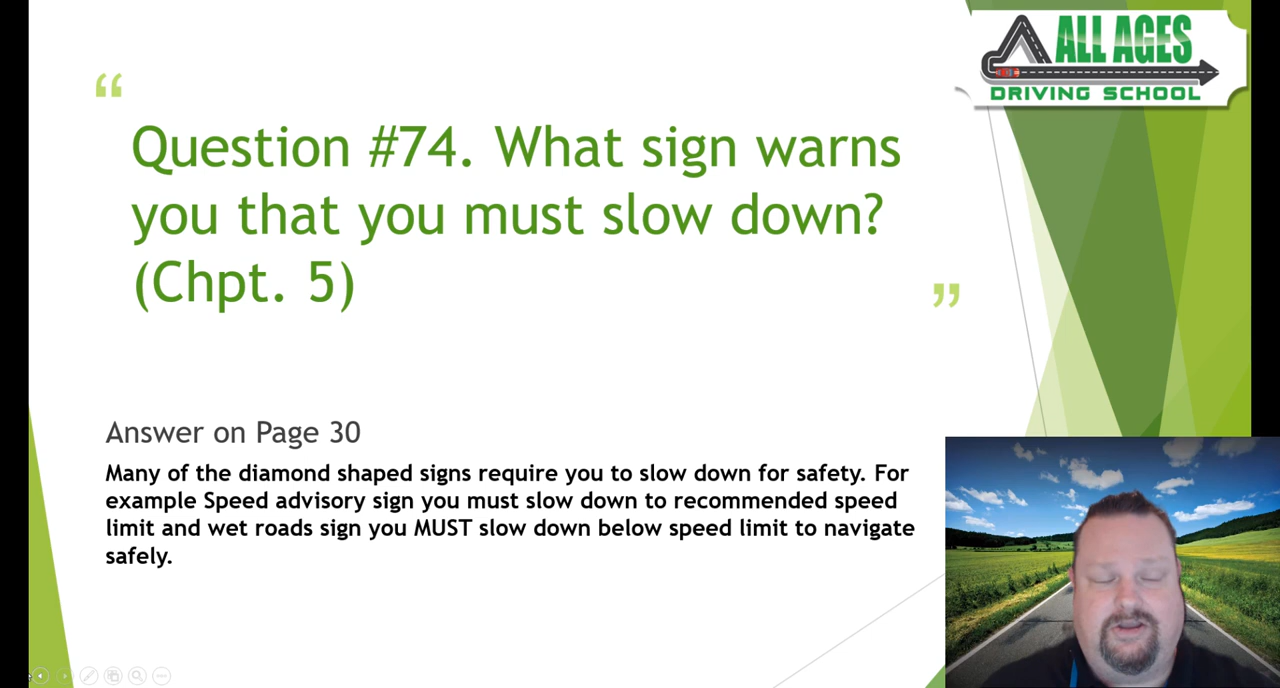 ALL AGES
DRIVING SCHOOL
“
Question #74. What sign warns
you that you must slow down?
(Chpt. 5)
”
Answer on Page 30
Many of the diamond shaped signs require you to slow down for safety. For
example Speed advisory sign you must slow down to recommended speed
limit and wet roads sign you MUST slow down below speed limit to navigate
safely.